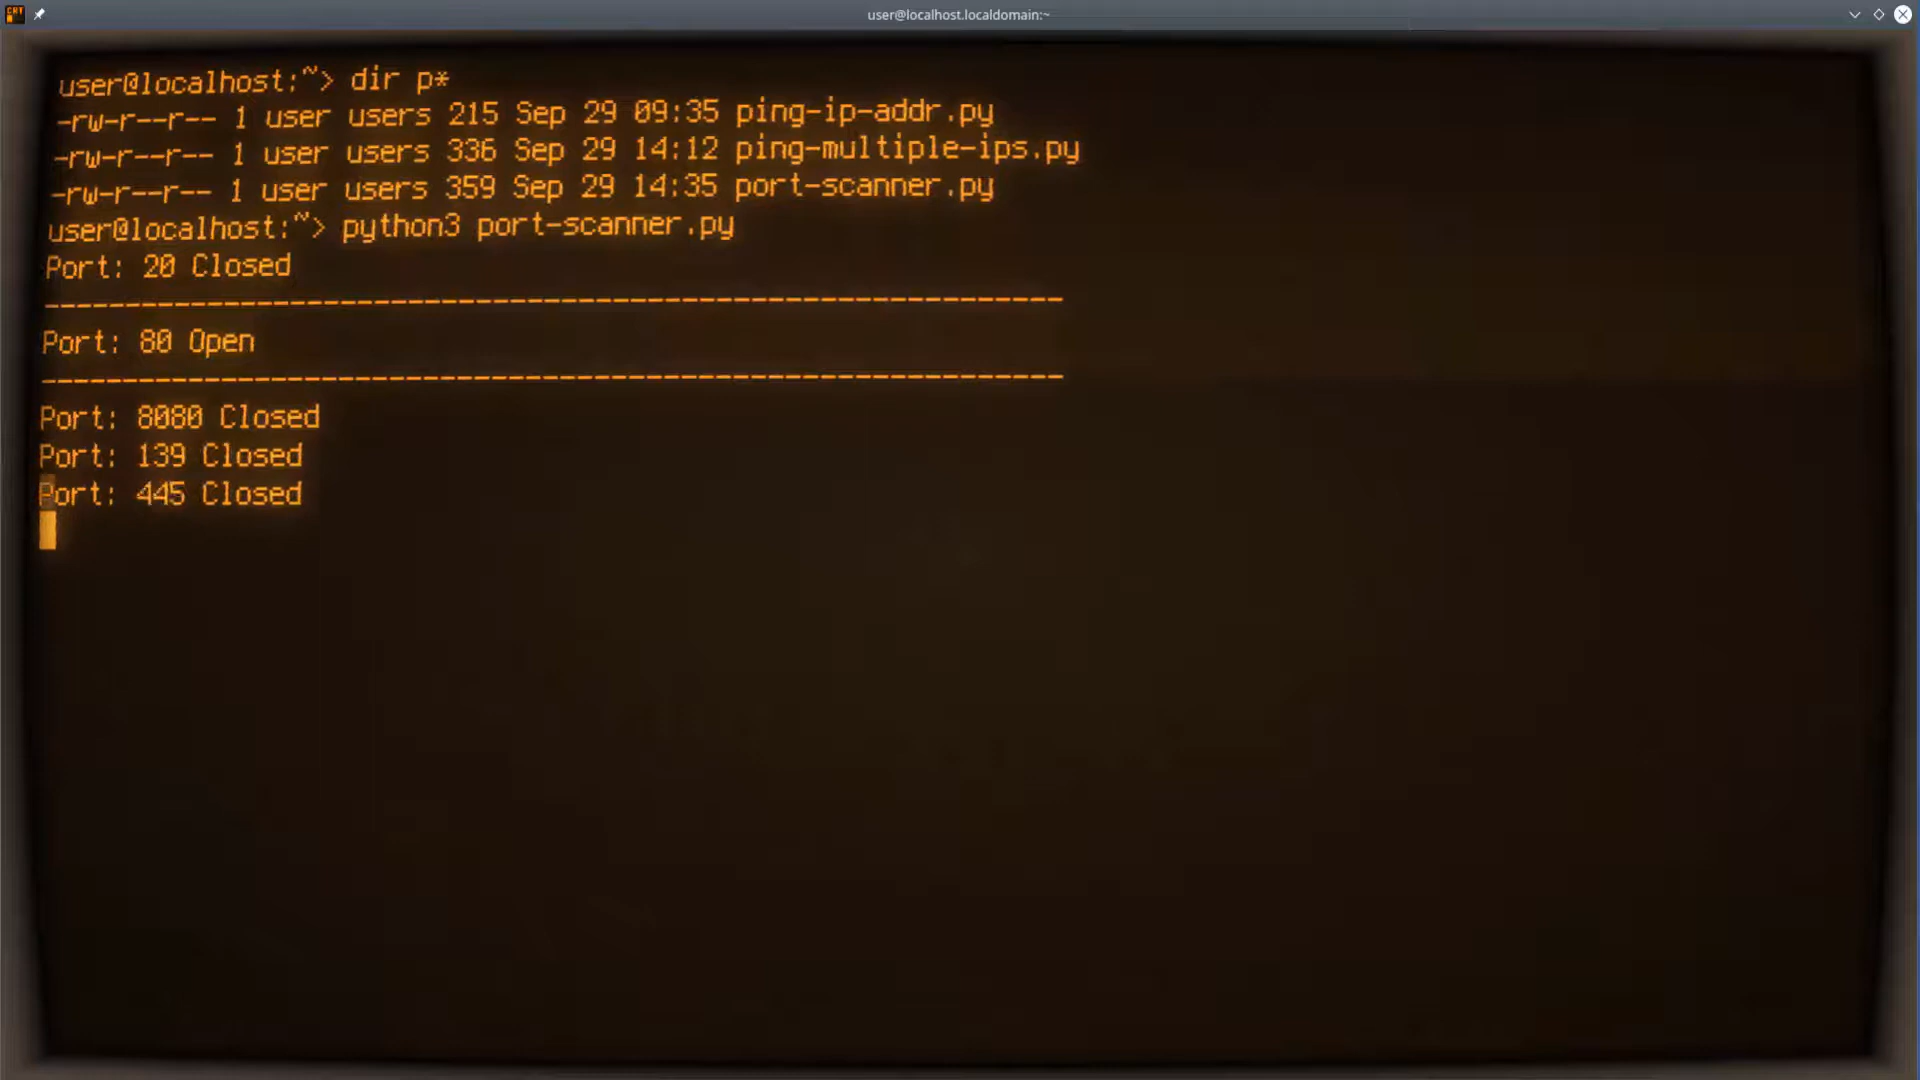 user@localhost.localdomain:~
user@localhost:~> dir p*
-rw-r--r-- 1 user users 215 Sep 29 09:35 ping-ip-addr.py
-rw-r--r-- 1 user users 336 Sep 29 14:12 ping-multiple-ips.py
-rw-r--r-- 1 user users 359 Sep 29 14:35 port-scanner.py
user@localhost:~> python3 port-scanner.py
Port: 20 Closed
---------------------------------------------------------------
Port: 80 Open
---------------------------------------------------------------
Port: 8080 Closed
Port: 139 Closed
Port: 445 Closed